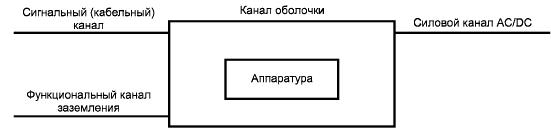 Сигнальный (кабельный)
канал
Канал оболочки
Силовой канал AC/DC
Аппаратура
Функциональный канал
заземления